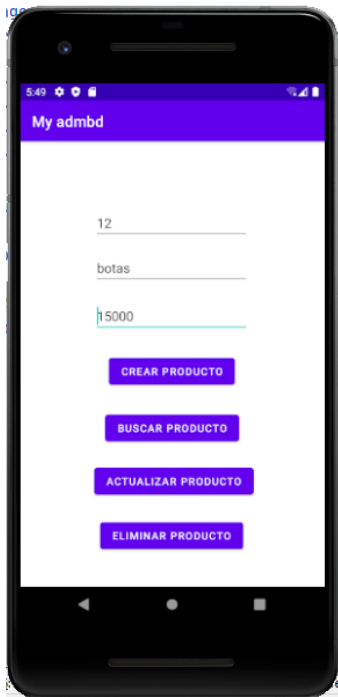 5:49
My admbd
12
botas
15000
CREAR PRODUCTO
BUSCAR PRODUCTO
ACTUALIZAR PRODUCTO
ELIMINAR PRODUCTO